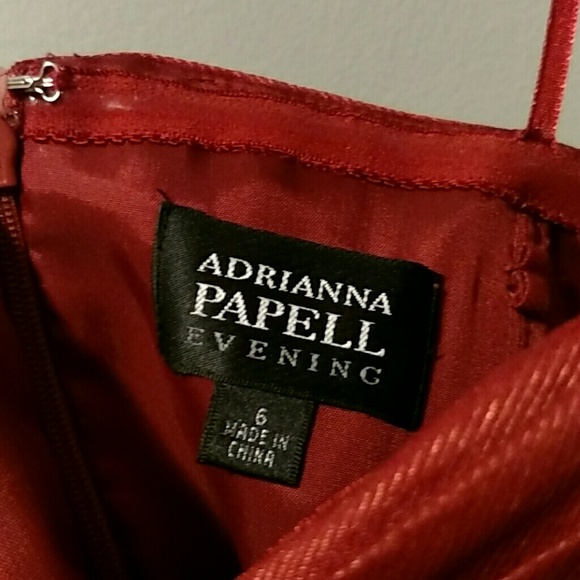 ADRIANNA
PAPELL
EVENING
6
MADE IN
CHINA